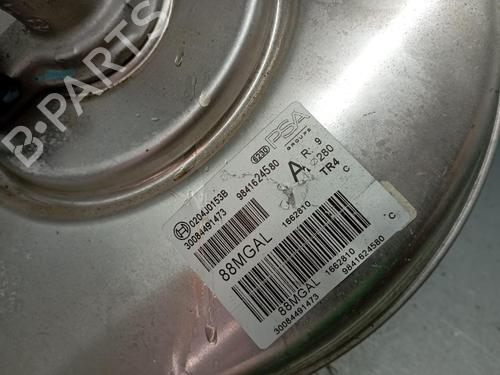 B-PARTS
PSA
GROUPE
R: 9
A
280
TR4
C
0204J0153B
30084491473
9841624580
88MGAL
1662810
88MGAL
1662810
30084491473
9841624580
C